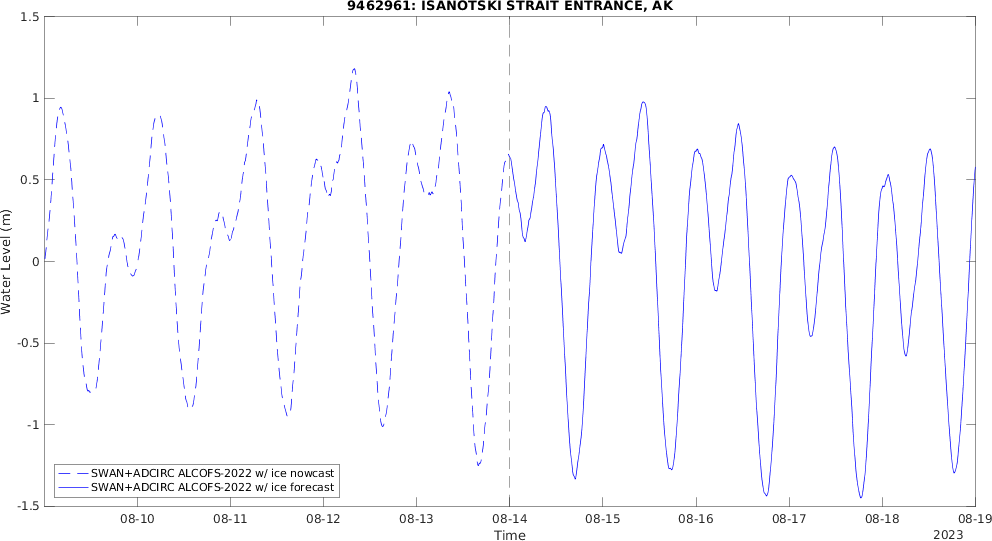 9462961: ISANOTSKI STRAIT ENTRANCE, AK
1.5
1
0.5
0
-0.5
-1
-1.5
Water Level (m)
SWAN+ADCIRC ALCOFS-2022 w/ ice nowcast
SWAN+ADCIRC ALCOFS-2022 w/ ice forecast
08-10 08-11 08-12 08-13 08-14 08-15 08-16 08-17 08-18 08-19
Time
2023